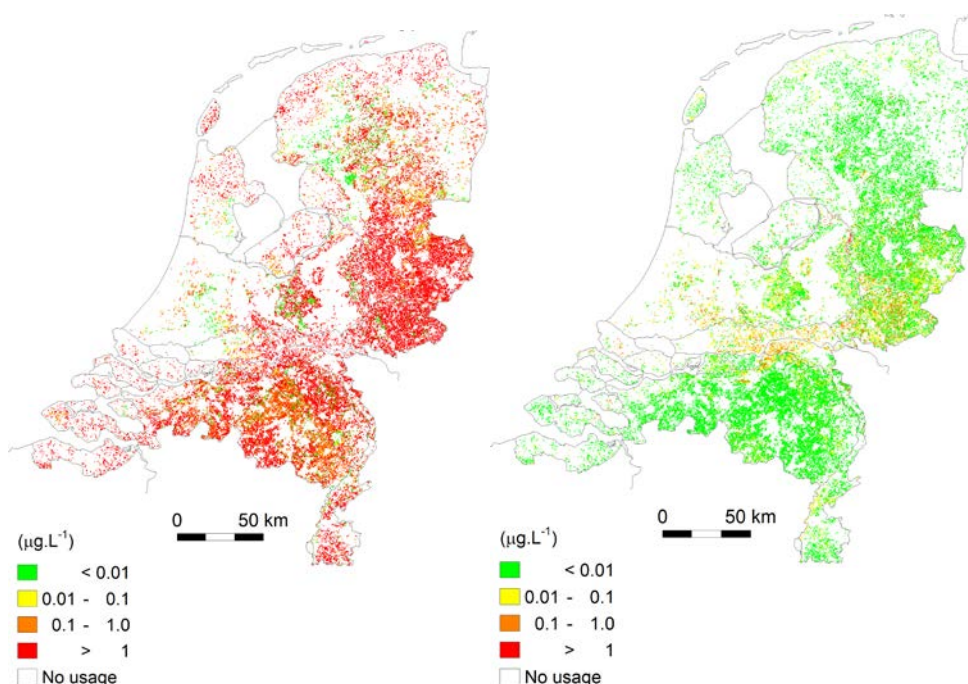 0 50 km
(μg.L⁻¹)
< 0.01
0.01 - 0.1
0.1 - 1.0
> 1
No usage
0 50 km
(μg.L⁻¹)
< 0.01
0.01 - 0.1
0.1 - 1.0
> 1
No usage